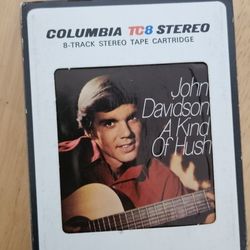 COLUMBIA TC8 STEREO
8-TRACK STEREO TAPE CARTRIDGE
John
Davidson
A Kind
Of Hush